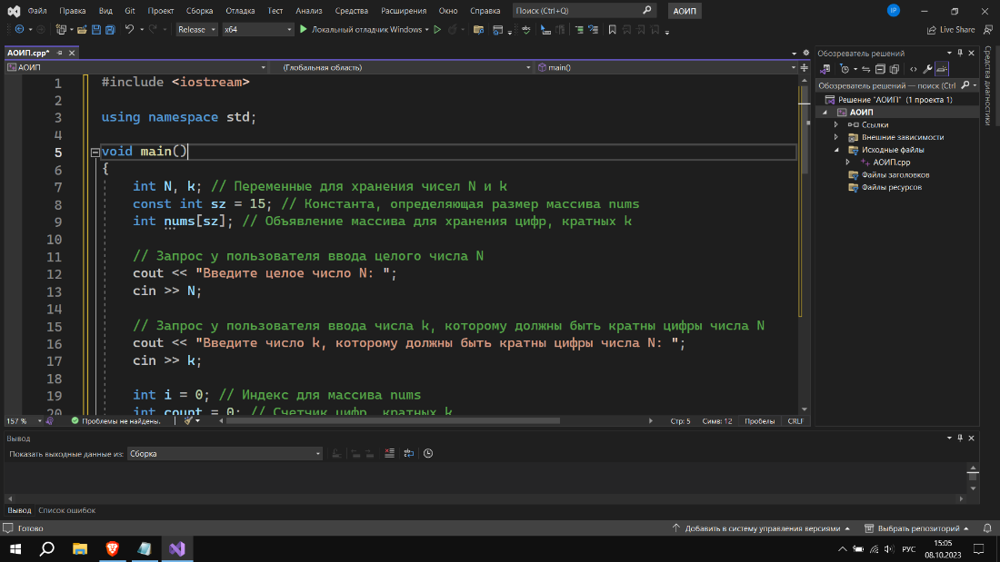 Файл Правка Вид Git Проект Сборка Отладка Тест Анализ Средства Расширения Окно Справка Поиск (Ctrl+Q) АОИП IP
Release x64 Локальный отладчик Windows Live Share
АОИП.cpp*
АОИП (Глобальная область) main()
1 #include <iostream>
2
3 using namespace std;
4
5 void main()
6 {
7 int N, k; // Переменные для хранения чисел N и k
8 const int sz = 15; // Константа, определяющая размер массива nums
9 int nums[sz]; // Объявление массива для хранения цифр, кратных k
10
11 // Запрос у пользователя ввода целого числа N
12 cout << "Введите целое число N: ";
13 cin >> N;
14
15 // Запрос у пользователя ввода числа k, которому должны быть кратны цифры числа N
16 cout << "Введите число k, которому должны быть кратны цифры числа N: ";
17 cin >> k;
18
19 int i = 0; // Индекс для массива nums
20 int count = 0; // Счетчик цифр, кратных k
157 % Проблемы не найдены. Стр: 5 Симв: 12 Пробелы CRLF
Обозреватель решений
Обозреватель решений — поиск (Ctrl
Решение "АОИП" (1 проекта 1)
АОИП
Ссылки
Внешние зависимости
Исходные файлы
АОИП.cpp
Файлы заголовков
Файлы ресурсов
Средства диагностики
Вывод
Показать выходные данные из: Сборка
Вывод Список ошибок
Готово Добавить в систему управления версиями Выбрать репозиторий
РУС 15:05
08.10.2023